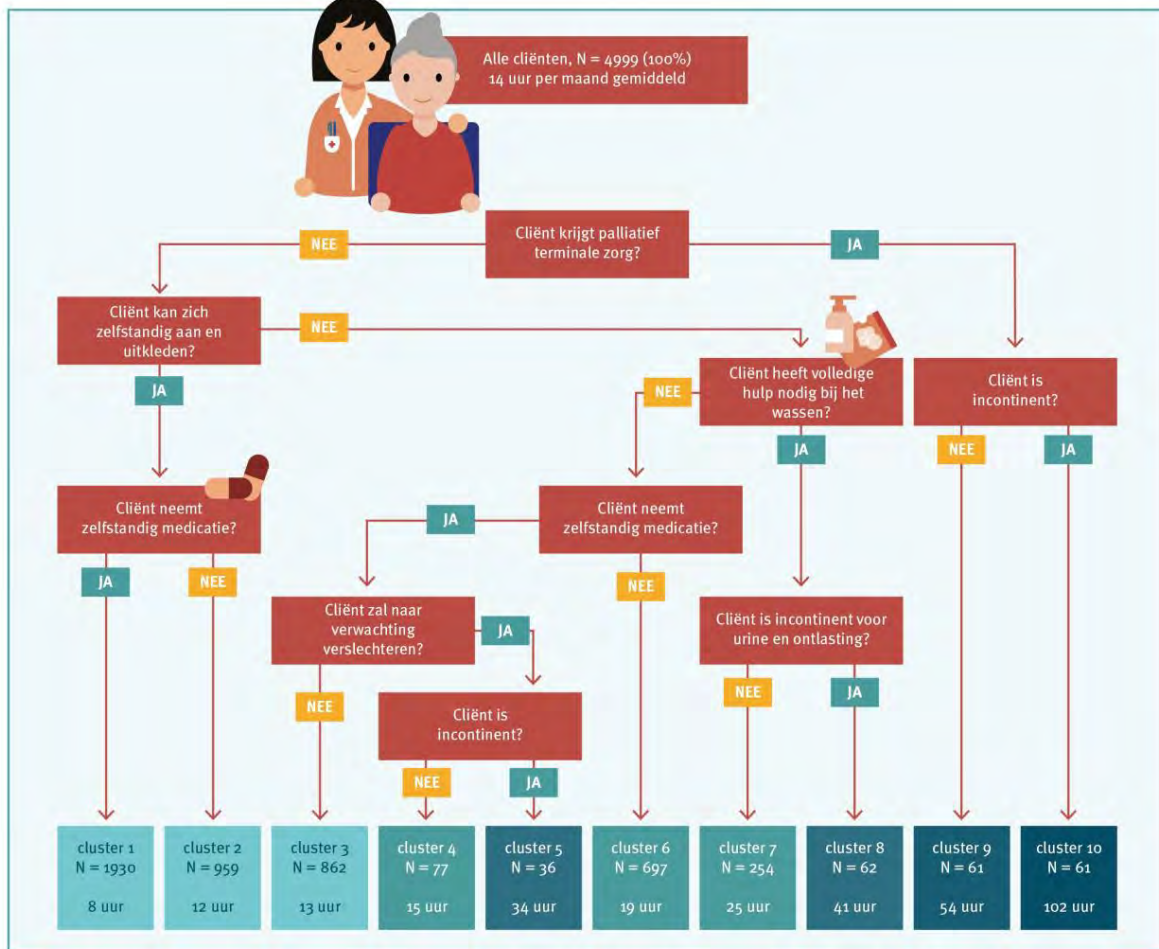 Alle cliënten, N = 4999 (100%)
14 uur per maand gemiddeld
NEE
Cliënt krijgt palliatief
terminale zorg?
JA
Cliënt kan zich
zelfstandig aan en
uitkleden?
NEE
JA
NEE
Cliënt heeft volledige
hulp nodig bij het
wassen?
Cliënt is
incontinent?
JA
NEE
JA
Cliënt neemt
zelfstandig medicatie?
JA
Cliënt neemt
zelfstandig medicatie?
JA
NEE
NEE
Cliënt zal naar
verwachting
verslechteren?
JA
Cliënt is incontinent voor
urine en ontlasting?
NEE
NEE
JA
Cliënt is
incontinent?
NEE
JA
cluster 1
N = 1930
8 uur
cluster 2
N = 959
12 uur
cluster 3
N = 862
13 uur
cluster 4
N = 77
15 uur
cluster 5
N = 36
34 uur
cluster 6
N = 697
19 uur
cluster 7
N = 254
25 uur
cluster 8
N = 62
41 uur
cluster 9
N = 61
54 uur
cluster 10
N = 61
102 uur